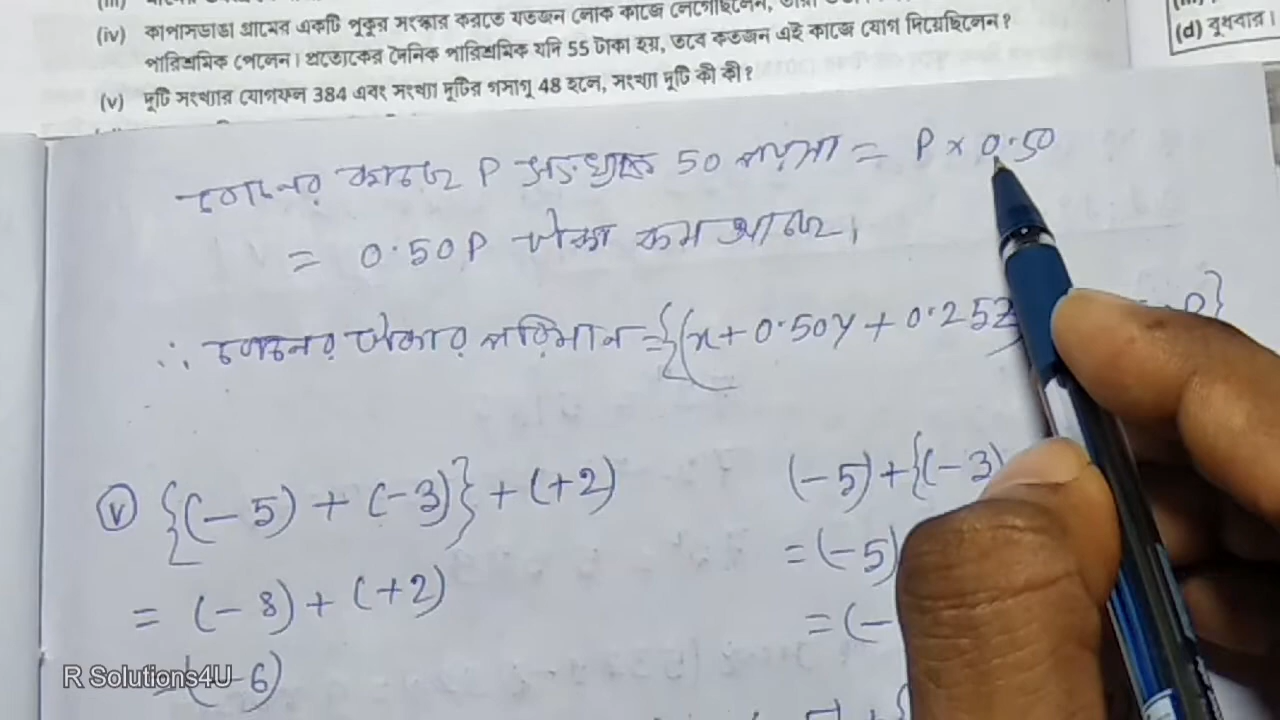 (iv) কাপাসডাঙা গ্রামের একটি পুকুর সংস্কার করতে যতজন লোক কাজে লেগেছিলেন,
পারিশ্রমিক পেলেন। প্রত্যেকের দৈনিক পারিশ্রমিক যদি 55 টাকা হয়, তবে কতজন এই কাজে যোগ দিয়েছিলেন?
(d) বুধবার।
(v) দুটি সংখ্যার যোগফল 384 এবং সংখ্যা দুটির গসাগু 48 হলে, সংখ্যা দুটি কী কী?
কাছে P সংখ্যক 50 পয়সা = P × 0.50
= 0.50P টাকা কম আছে।
∴ টাকার পরিমান = {(x + 0.50y + 0.25z P}
(v) {(-5) + (-3)} + (+2)
(-5) + {(-3)
= (-8) + (+2)
= (-5)
= (-6)
= (-
R Solutions4U